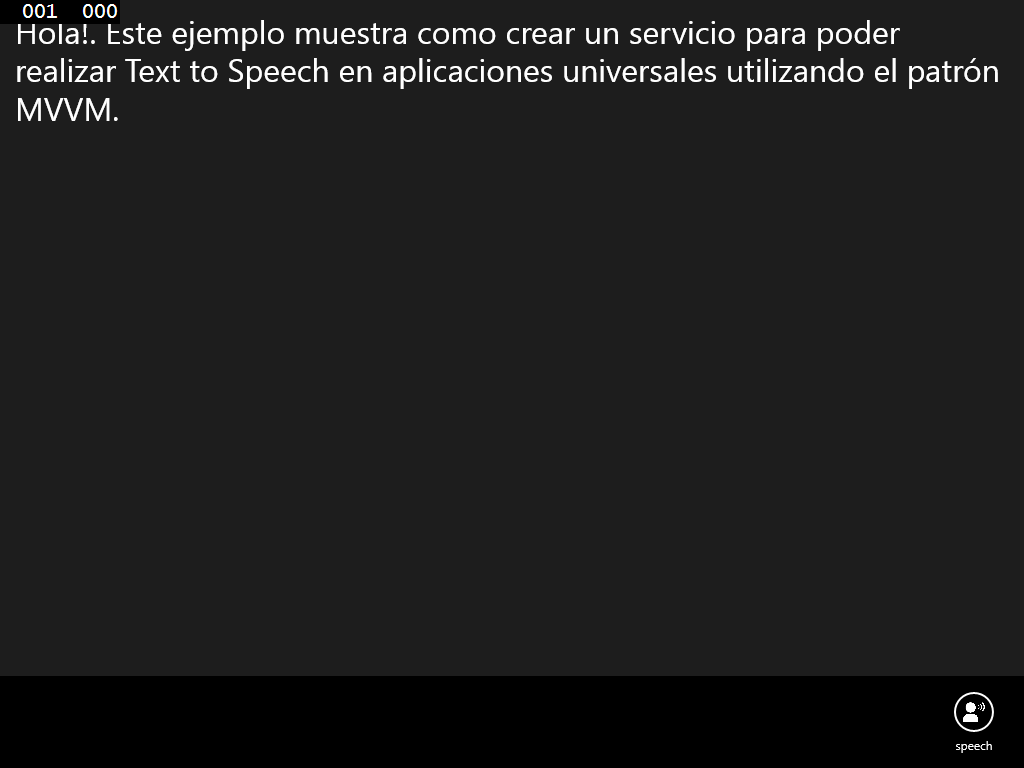 001 000
Hola!. Este ejemplo muestra como crear un servicio para poder
realizar Text to Speech en aplicaciones universales utilizando el patrón
MVVM.
speech